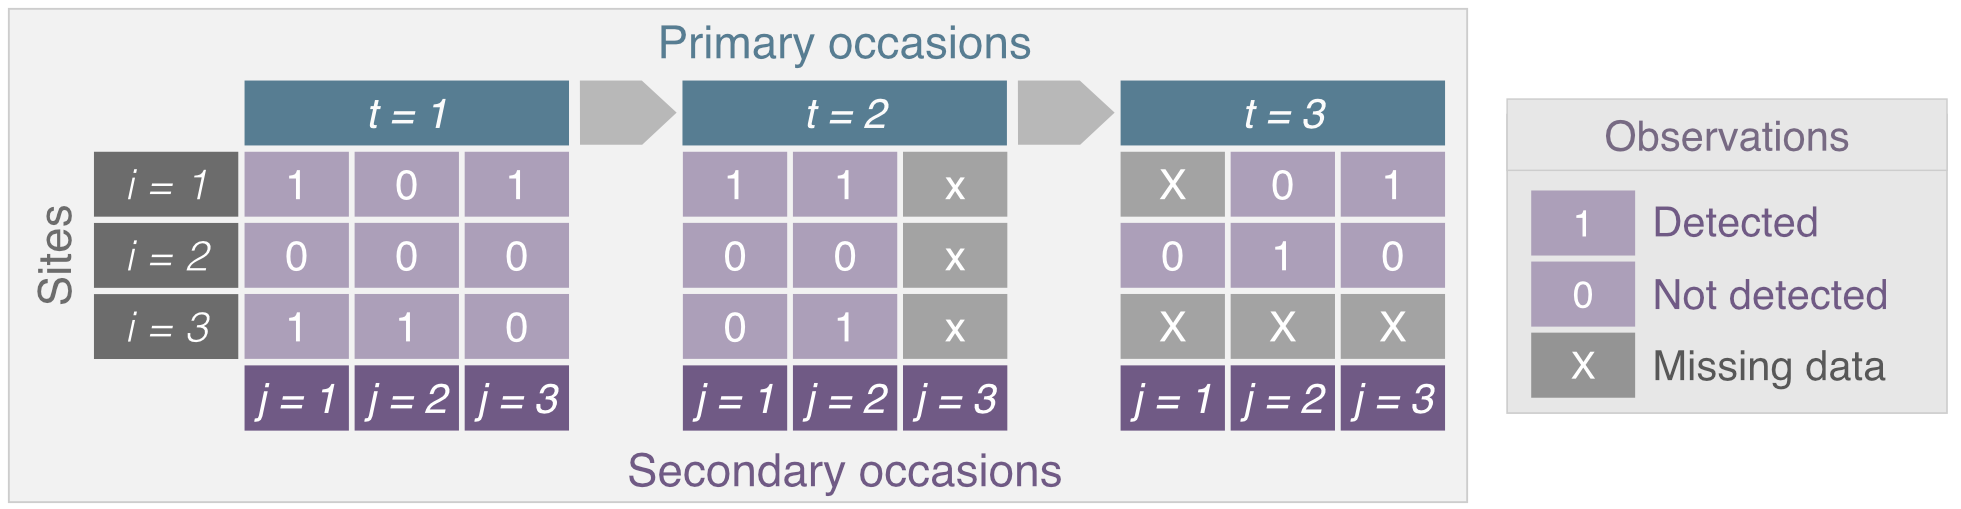 Primary occasions
t = 1 t = 2 t = 3
Sites
i = 1 1 0 1 1 1 x X 0 1
i = 2 0 0 0 0 0 x 0 1 0
i = 3 1 1 0 0 1 x X X X
j = 1 j = 2 j = 3 j = 1 j = 2 j = 3 j = 1 j = 2 j = 3
Secondary occasions
Observations
1 Detected
0 Not detected
X Missing data